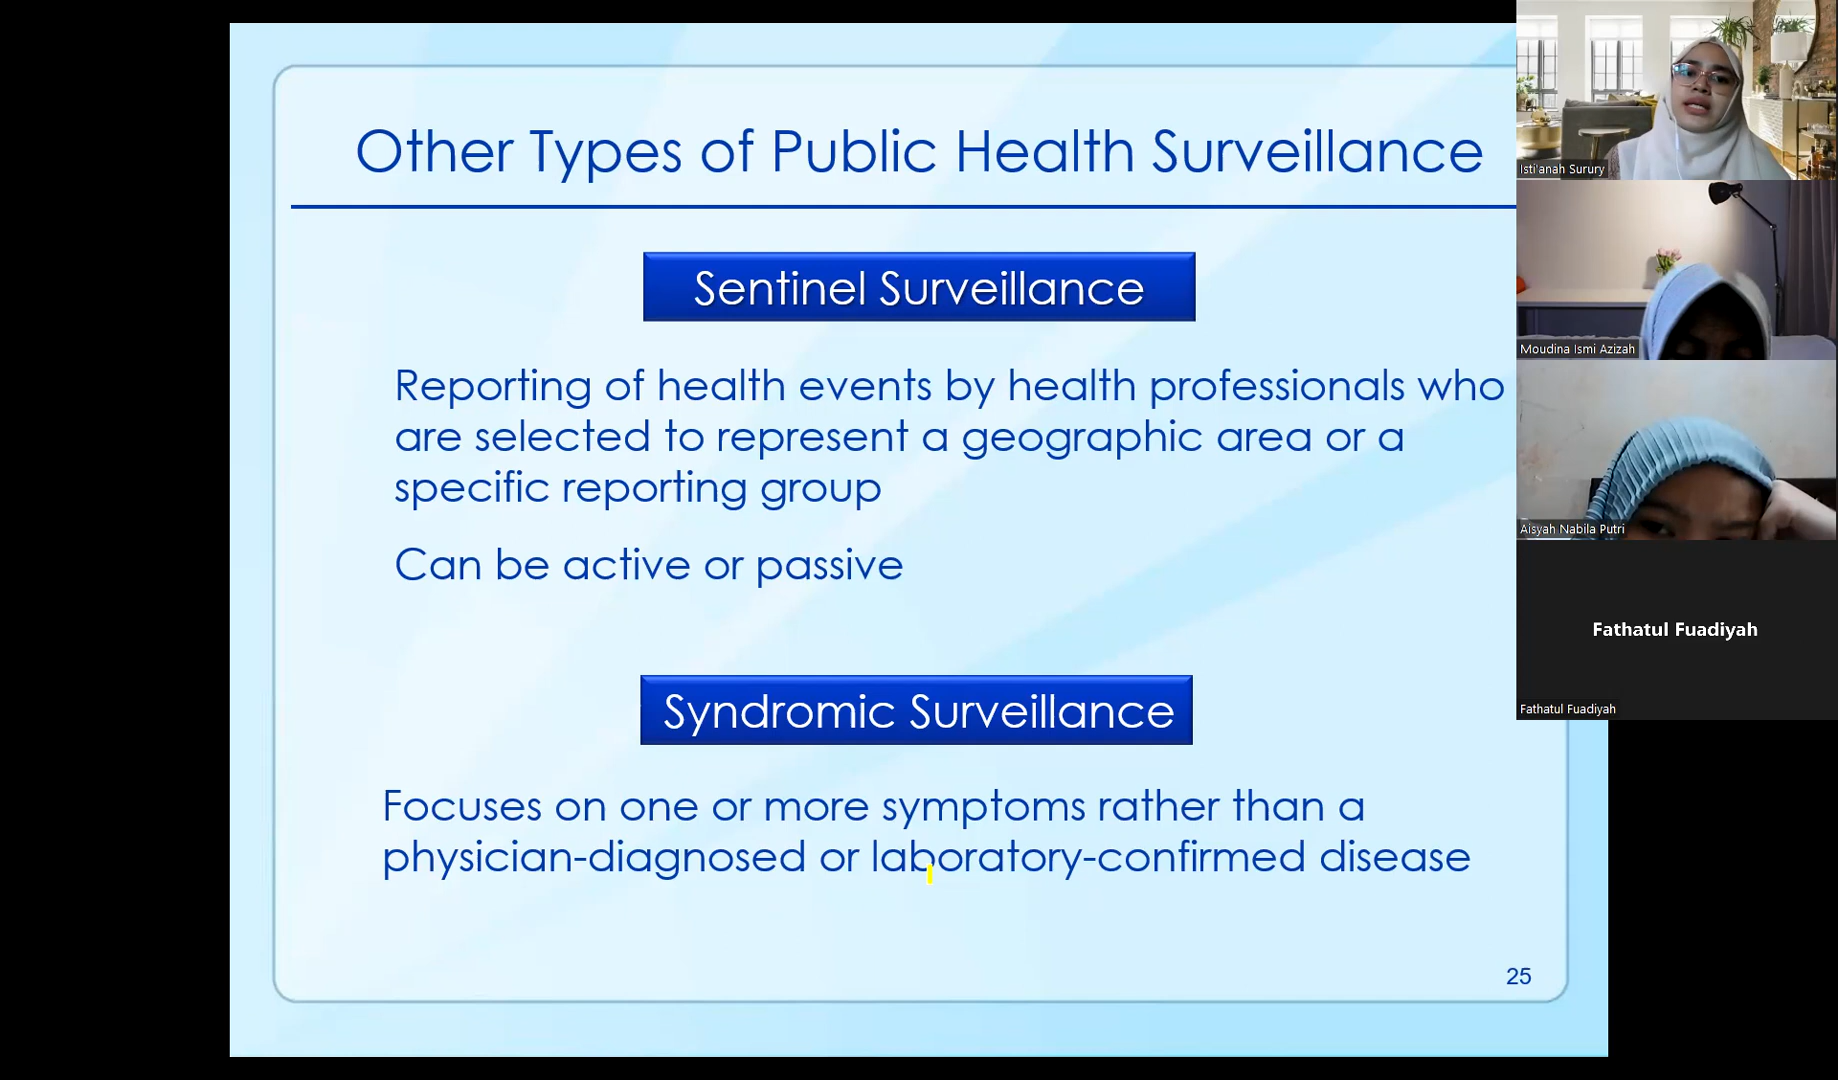 Other Types of Public Health Surveillance
Sentinel Surveillance
Reporting of health events by health professionals who
are selected to represent a geographic area or a
specific reporting group
Can be active or passive
Syndromic Surveillance
Focuses on one or more symptoms rather than a
physician-diagnosed or laboratory-confirmed disease
25
Isti'anah Surury
Moudina Ismi Azizah
Aisyah Nabila Putri
Fathatul Fuadiyah
Fathatul Fuadiyah